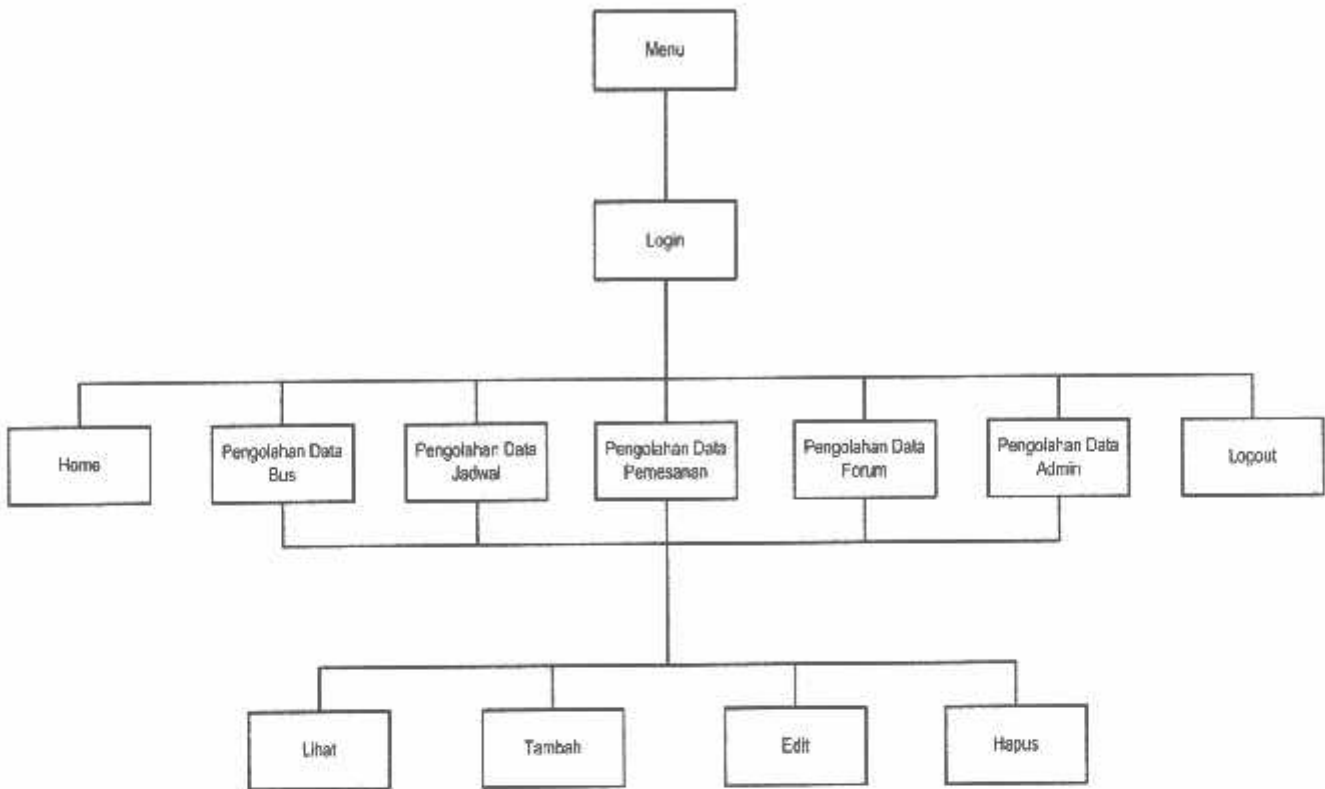 Menu
Login
Home
Pengolahan Data
Bus
Pengolahan Data
Jadwal
Pengolahan Data
Pemesanan
Pengolahan Data
Forum
Pengolahan Data
Admin
Logout
Lihat
Tambah
Edit
Hapus